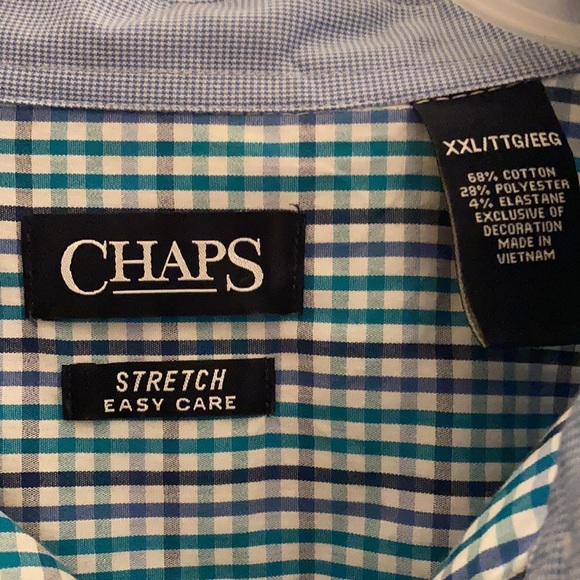 CHAPS
STRETCH
EASY CARE
XXL/TTG/EEG
68% COTTON
28% POLYESTER
4% ELASTANE
EXCLUSIVE OF
DECORATION
MADE IN
VIETNAM